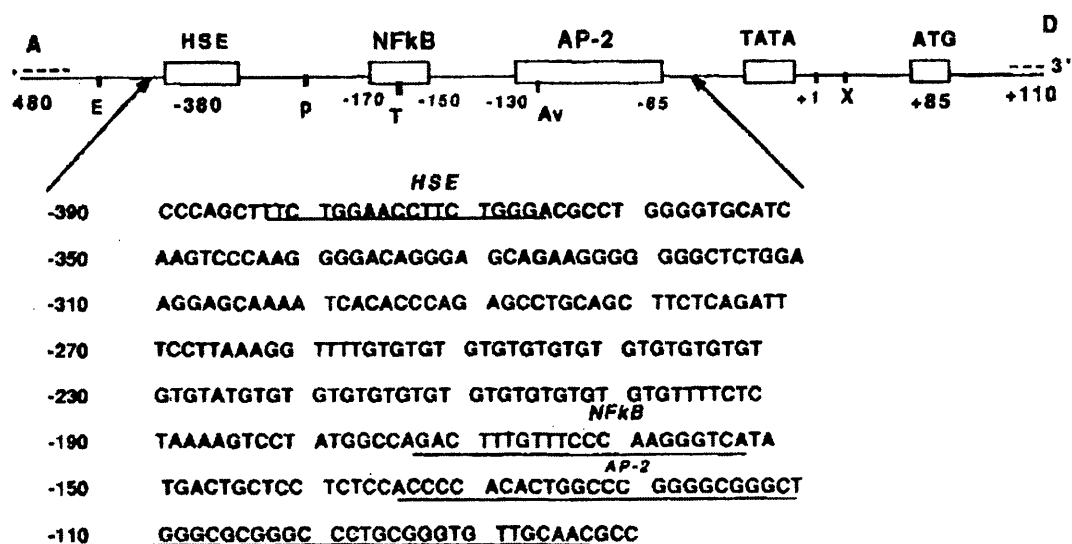 A HSE NFkB AP-2 TATA ATG D
3'
480 E -380 P -170 T -150 -130 Av -85 +1 X +85 +110
HSE
-390 CCCAGCTTTC TGGAACCTTC TGGGACGCCT GGGGTGCATC
-350 AAGTCCCAAG GGGACAGGGA GCAGAAGGGG GGGCTCTGGA
-310 AGGAGCAAAA TCACACCCAG AGCCTGCAGC TTCTCAGATT
-270 TCCTTAAAGG TTTTGTGTGT GTGTGTGTGT GTGTGTGTGT
-230 GTGTATGTGT GTGTGTGTGT GTGTGTGTGT GTGTTTTCTC
NFkB
-190 TAAAAGTCCT ATGGCCAGAC TTTGTTTCCC AAGGGTCATA
AP-2
-150 TGACTGCTCC TCTCCACCCC ACACTGGCCC GGGGCGGGCT
-110 GGGCGCGGGC CCTGCGGGTG TTGCAACGCC